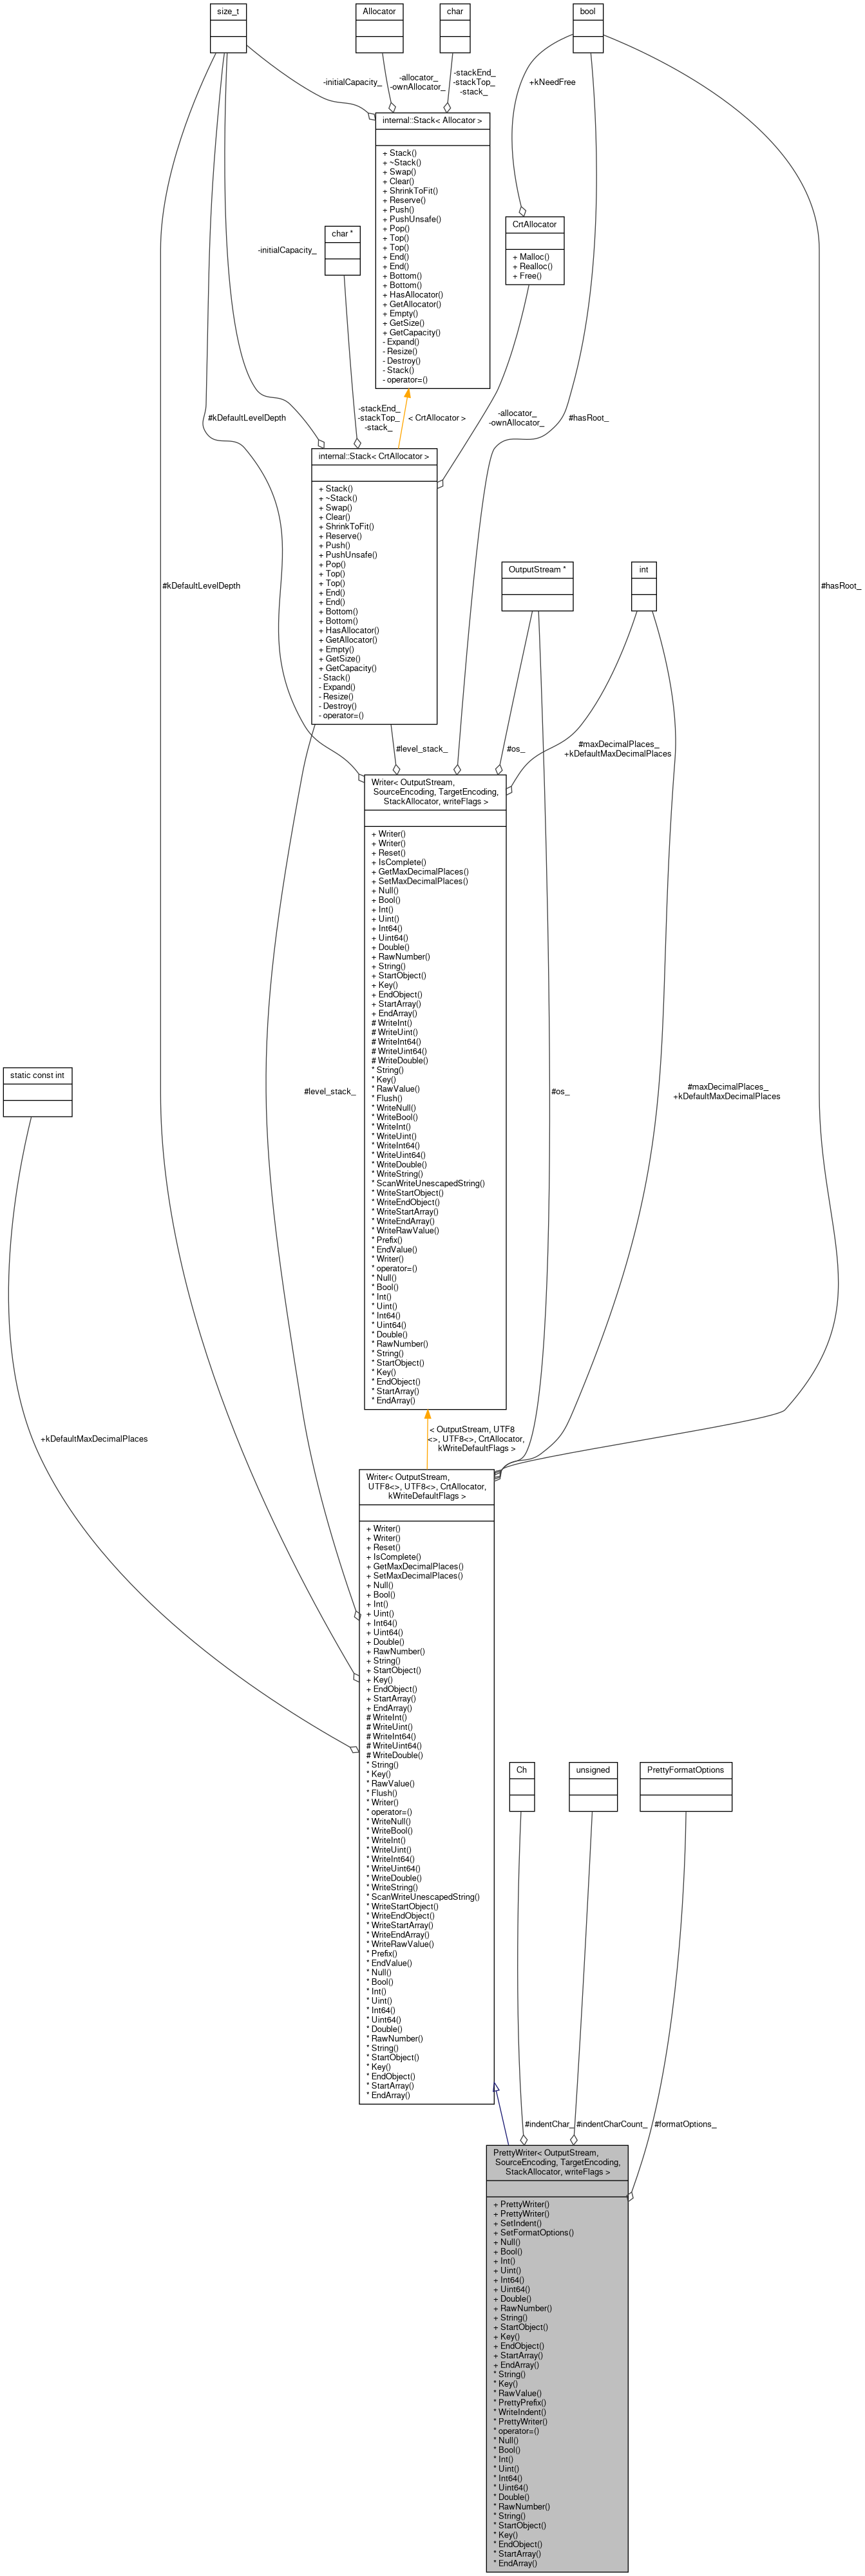 size_t
Allocator
char
bool
-initialCapacity_
-allocator_
-ownAllocator_
-stackEnd_
-stackTop_
-stack_
+kNeedFree
internal::Stack< Allocator >
+ Stack()
+ ~Stack()
+ Swap()
+ Clear()
+ ShrinkToFit()
+ Reserve()
+ Push()
+ PushUnsafe()
+ Pop()
+ Top()
+ Top()
+ End()
+ End()
+ Bottom()
+ Bottom()
+ HasAllocator()
+ GetAllocator()
+ Empty()
+ GetSize()
+ GetCapacity()
- Expand()
- Resize()
- Destroy()
- Stack()
- operator=()
char *
-initialCapacity_
CrtAllocator
+ Malloc()
+ Realloc()
+ Free()
#kDefaultLevelDepth
-stackEnd_
-stackTop_
-stack_
< CrtAllocator >
-allocator_
-ownAllocator_
#hasRoot_
internal::Stack< CrtAllocator >
+ Stack()
+ ~Stack()
+ Swap()
+ Clear()
+ ShrinkToFit()
+ Reserve()
+ Push()
+ PushUnsafe()
+ Pop()
+ Top()
+ Top()
+ End()
+ End()
+ Bottom()
+ Bottom()
+ HasAllocator()
+ GetAllocator()
+ Empty()
+ GetSize()
+ GetCapacity()
- Stack()
- Expand()
- Resize()
- Destroy()
- operator=()
#kDefaultLevelDepth
OutputStream *
int
#hasRoot_
#level_stack_
#os_
#maxDecimalPlaces_
+kDefaultMaxDecimalPlaces
Writer< OutputStream,
SourceEncoding, TargetEncoding,
StackAllocator, writeFlags >
+ Writer()
+ Writer()
+ Reset()
+ IsComplete()
+ GetMaxDecimalPlaces()
+ SetMaxDecimalPlaces()
+ Null()
+ Bool()
+ Int()
+ Uint()
+ Int64()
+ Uint64()
+ Double()
+ RawNumber()
+ String()
+ StartObject()
+ Key()
+ EndObject()
+ StartArray()
+ EndArray()
# WriteInt()
# WriteUint()
# WriteInt64()
# WriteUint64()
# WriteDouble()
* String()
* Key()
* RawValue()
* Flush()
* WriteNull()
* WriteBool()
* WriteInt()
* WriteUint()
* WriteInt64()
* WriteUint64()
* WriteDouble()
* WriteString()
* ScanWriteUnescapedString()
* WriteStartObject()
* WriteEndObject()
* WriteStartArray()
* WriteEndArray()
* WriteRawValue()
* Prefix()
* EndValue()
* Writer()
* operator=()
* Null()
* Bool()
* Int()
* Uint()
* Int64()
* Uint64()
* Double()
* RawNumber()
* String()
* StartObject()
* Key()
* EndObject()
* StartArray()
* EndArray()
static const int
#level_stack_
#os_
#maxDecimalPlaces_
+kDefaultMaxDecimalPlaces
+kDefaultMaxDecimalPlaces
< OutputStream, UTF8
<>, UTF8<>, CrtAllocator,
kWriteDefaultFlags >
Writer< OutputStream,
UTF8<>, UTF8<>, CrtAllocator,
kWriteDefaultFlags >
+ Writer()
+ Writer()
+ Reset()
+ IsComplete()
+ GetMaxDecimalPlaces()
+ SetMaxDecimalPlaces()
+ Null()
+ Bool()
+ Int()
+ Uint()
+ Int64()
+ Uint64()
+ Double()
+ RawNumber()
+ String()
+ StartObject()
+ Key()
+ EndObject()
+ StartArray()
+ EndArray()
# WriteInt()
# WriteUint()
# WriteInt64()
# WriteUint64()
# WriteDouble()
* String()
* Key()
* RawValue()
* Flush()
* Writer()
* operator=()
* WriteNull()
* WriteBool()
* WriteInt()
* WriteUint()
* WriteInt64()
* WriteUint64()
* WriteDouble()
* WriteString()
* ScanWriteUnescapedString()
* WriteStartObject()
* WriteEndObject()
* WriteStartArray()
* WriteEndArray()
* WriteRawValue()
* Prefix()
* EndValue()
* Null()
* Bool()
* Int()
* Uint()
* Int64()
* Uint64()
* Double()
* RawNumber()
* String()
* StartObject()
* Key()
* EndObject()
* StartArray()
* EndArray()
Ch
unsigned
PrettyFormatOptions
#indentChar_
#indentCharCount_
#formatOptions_
PrettyWriter< OutputStream,
SourceEncoding, TargetEncoding,
StackAllocator, writeFlags >
+ PrettyWriter()
+ PrettyWriter()
+ SetIndent()
+ SetFormatOptions()
+ Null()
+ Bool()
+ Int()
+ Uint()
+ Int64()
+ Uint64()
+ Double()
+ RawNumber()
+ String()
+ StartObject()
+ Key()
+ EndObject()
+ StartArray()
+ EndArray()
* String()
* Key()
* RawValue()
* PrettyPrefix()
* WriteIndent()
* PrettyWriter()
* operator=()
* Null()
* Bool()
* Int()
* Uint()
* Int64()
* Uint64()
* Double()
* RawNumber()
* String()
* StartObject()
* Key()
* EndObject()
* StartArray()
* EndArray()